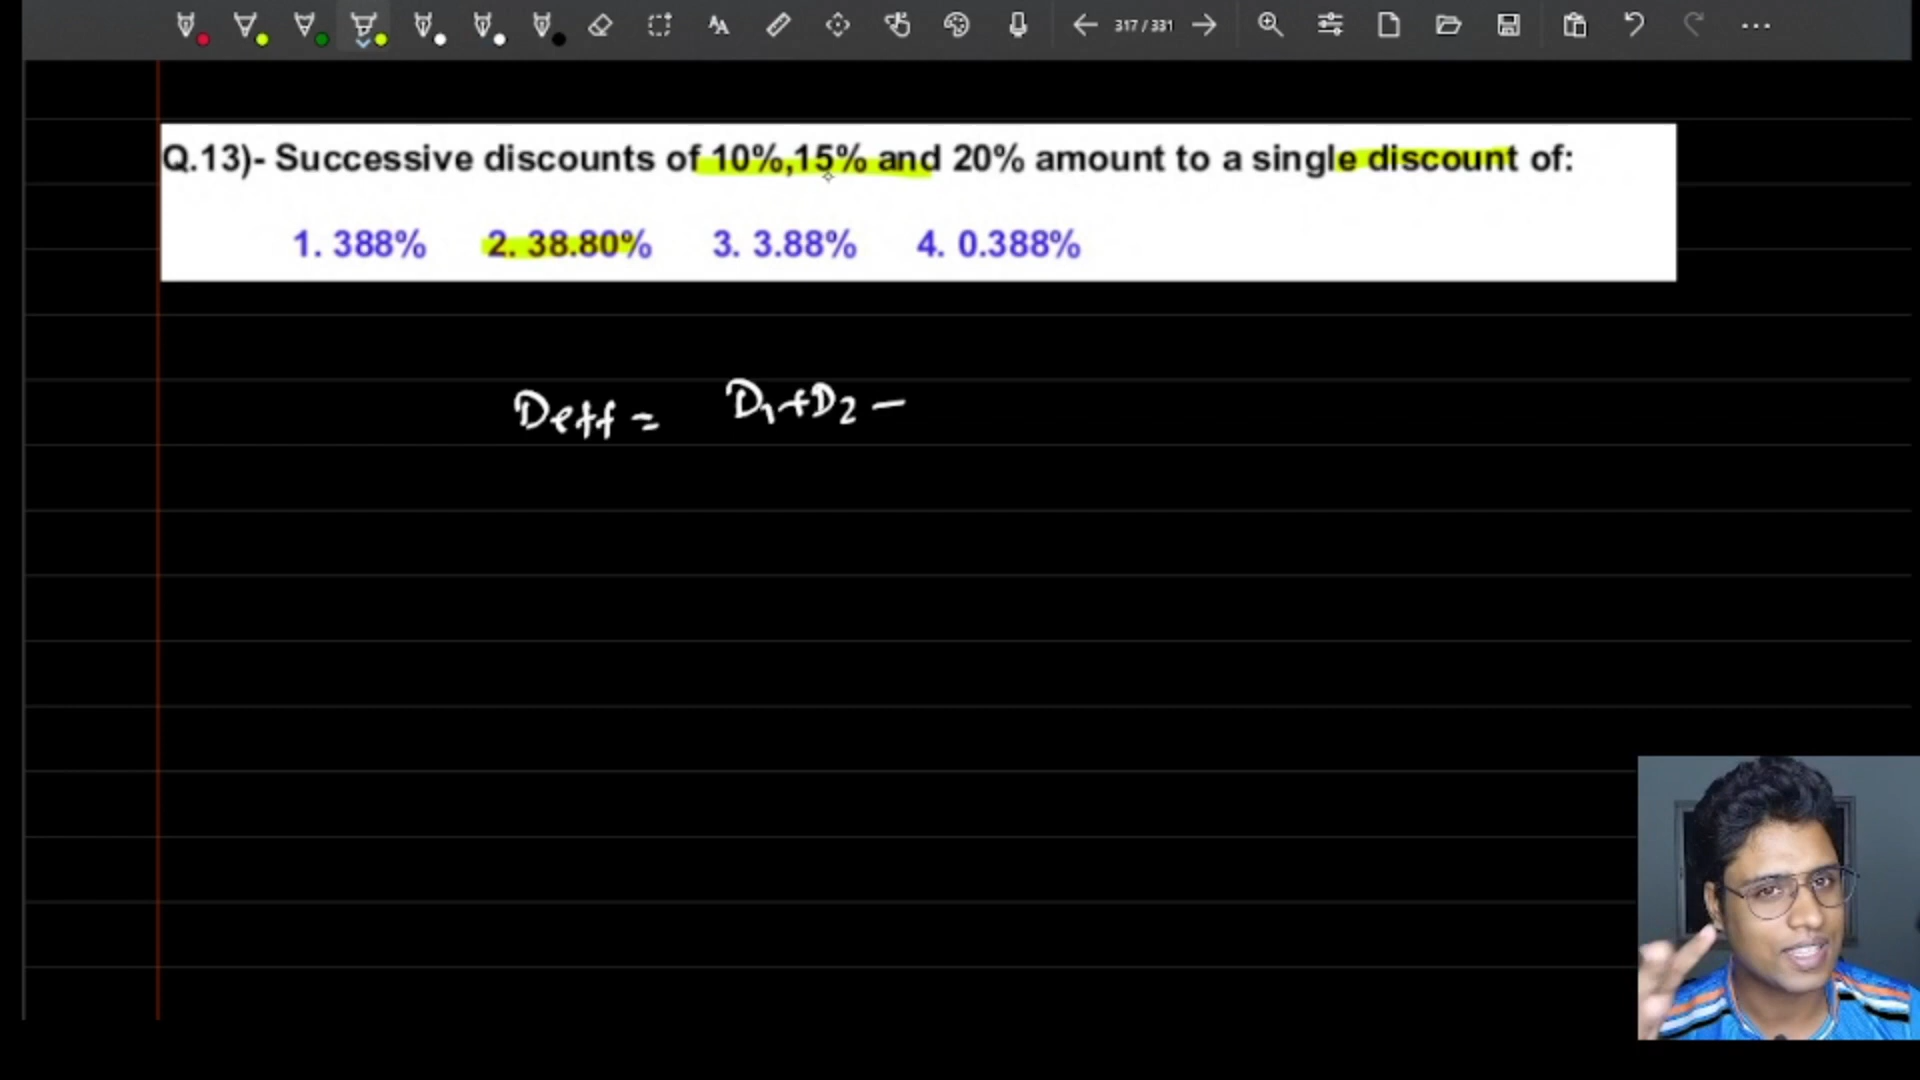 317 / 331
Q.13)- Successive discounts of 10%,15% and 20% amount to a single discount of:
1. 388% 2. 38.80% 3. 3.88% 4. 0.388%
Deff = D1+D2 -